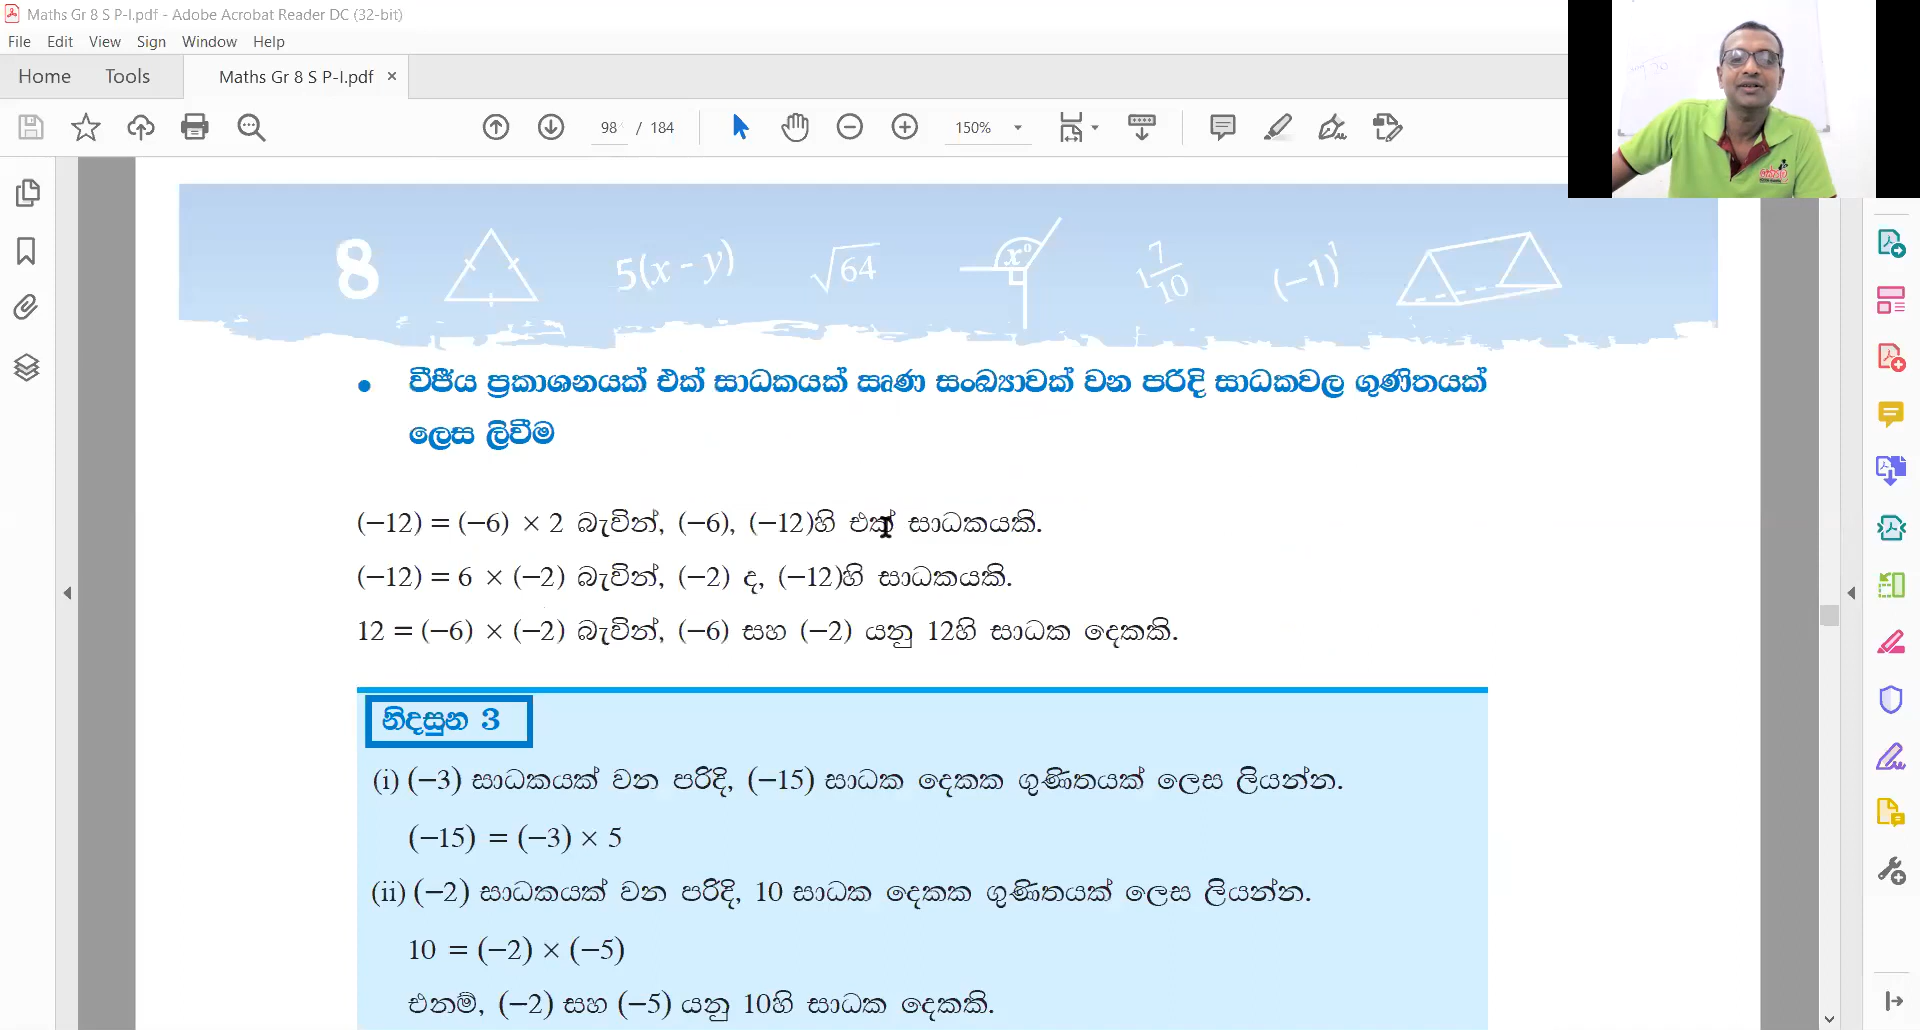 Maths Gr 8 S P-I.pdf - Adobe Acrobat Reader DC (32-bit)
File Edit View Sign Window Help
Home Tools Maths Gr 8 S P-I.pdf ×
98 / 184 150%
8 5(x - y) √64 x° 1 7/10 (-1)¹
• වීජීය ප්‍රකාශනයක් එක් සාධකයක් සෘණ සංඛ්‍යාවක් වන පරිදි සාධකවල ගුණිතයක්
ලෙස ලිවීම
(−12) = (−6) × 2 බැවින්, (−6), (−12)හි එක් සාධකයකි.
(−12) = 6 × (−2) බැවින්, (−2) ද, (−12)හි සාධකයකි.
12 = (−6) × (−2) බැවින්, (−6) සහ (−2) යනු 12හි සාධක දෙකකි.
නිදසුන 3
(i) (−3) සාධකයක් වන පරිදි, (−15) සාධක දෙකක ගුණිතයක් ලෙස ලියන්න.
(−15) = (−3) × 5
(ii) (−2) සාධකයක් වන පරිදි, 10 සාධක දෙකක ගුණිතයක් ලෙස ලියන්න.
10 = (−2) × (−5)
එනම්, (−2) සහ (−5) යනු 10හි සාධක දෙකකි.